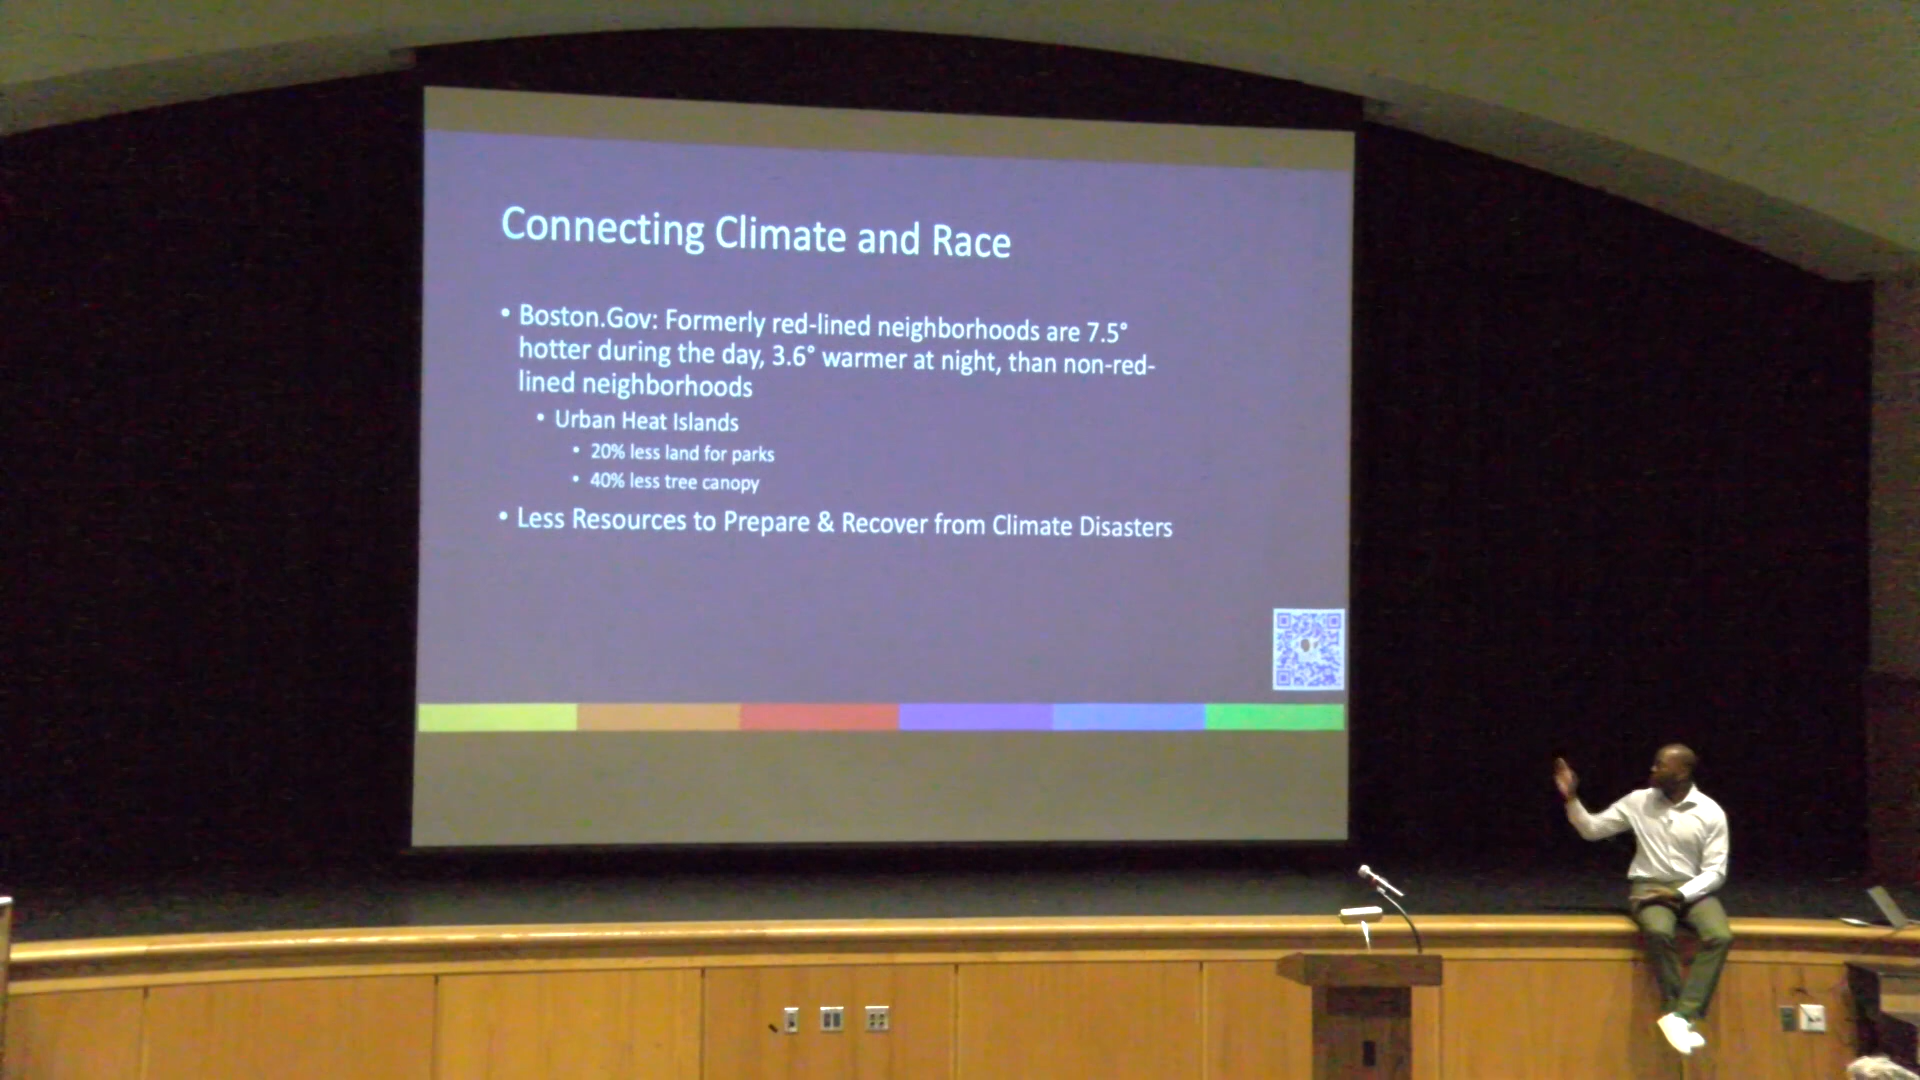 Connecting Climate and Race
• Boston.Gov: Formerly red-lined neighborhoods are 7.5°
hotter during the day, 3.6° warmer at night, than non-red-
lined neighborhoods
• Urban Heat Islands
• 20% less land for parks
• 40% less tree canopy
• Less Resources to Prepare & Recover from Climate Disasters